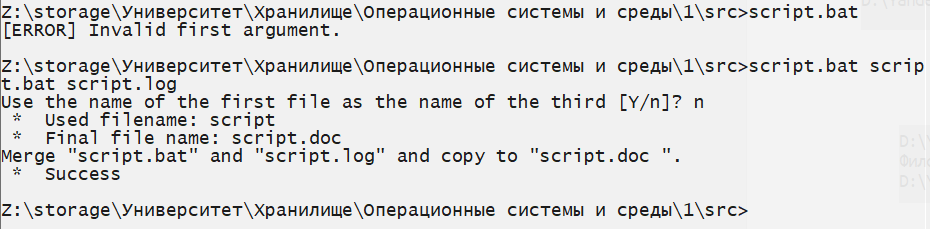 Z:\storage\Университет\Хранилище\Операционные системы и среды\1\src>script.bat
[ERROR] Invalid first argument.
Z:\storage\Университет\Хранилище\Операционные системы и среды\1\src>script.bat scrip
t.bat script.log
Use the name of the first file as the name of the third [Y/n]? n
 *  Used filename: script
 *  Final file name: script.doc
Merge "script.bat" and "script.log" and copy to "script.doc ".
 *  Success
Z:\storage\Университет\Хранилище\Операционные системы и среды\1\src>